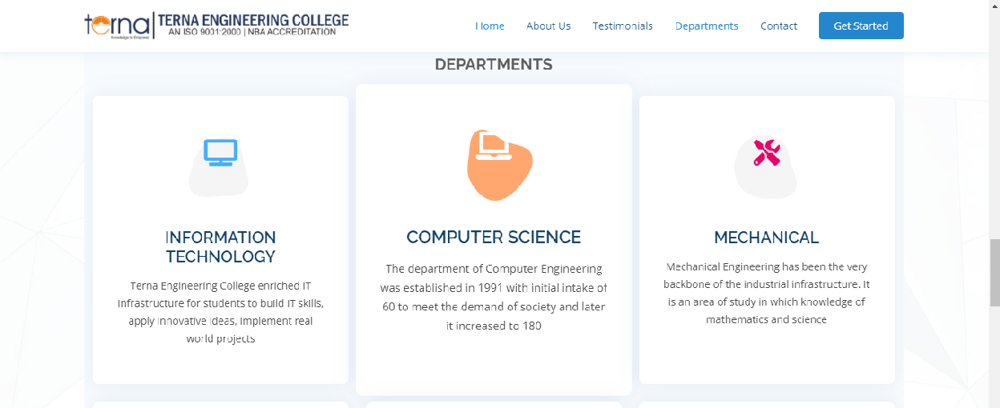 terna
Knowledge is Empower
TERNA ENGINEERING COLLEGE
AN ISO 9001:2000 | NBA ACCREDITATION
Home
About Us
Testimonials
Departments
Contact
Get Started
DEPARTMENTS
INFORMATION
TECHNOLOGY
Terna Engineering College enriched IT
Infrastructure for students to build IT skills,
apply innovative ideas, implement real
world projects
COMPUTER SCIENCE
The department of Computer Engineering
was established in 1991 with initial intake of
60 to meet the demand of society and later
it increased to 180
MECHANICAL
Mechanical Engineering has been the very
backbone of the industrial infrastructure. It
is an area of study in which knowledge of
mathematics and science